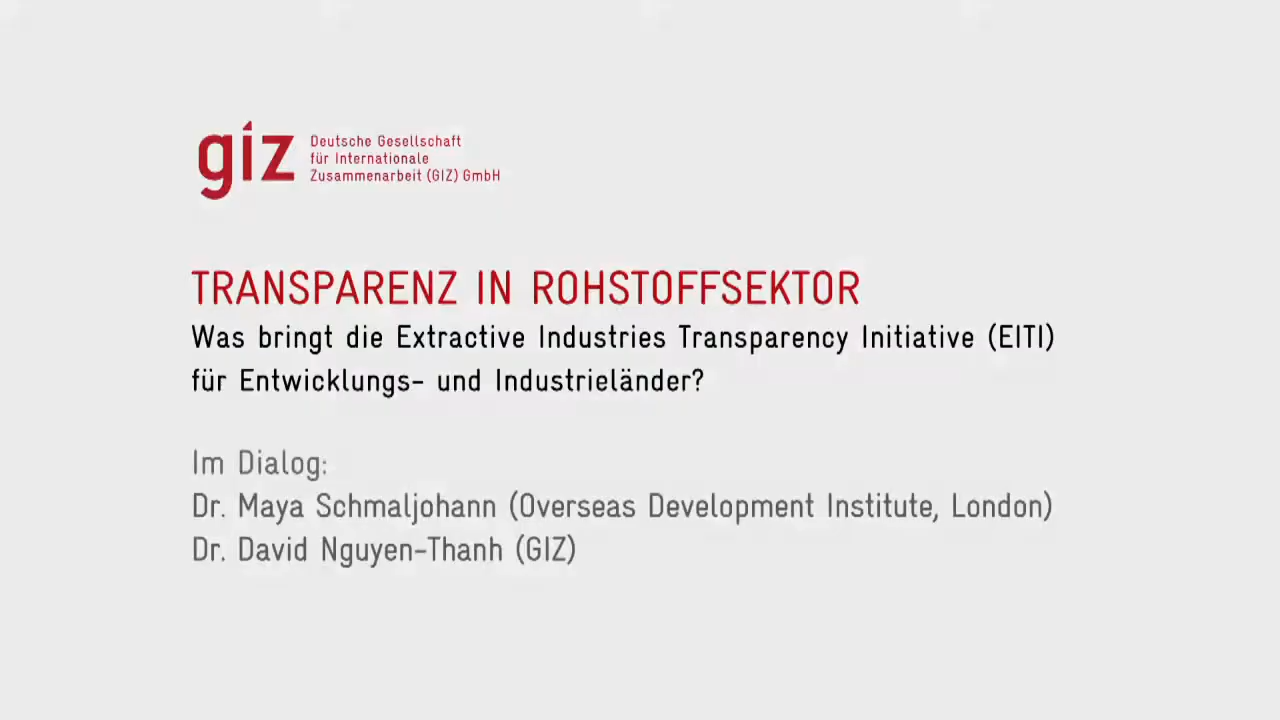 giz
Deutsche Gesellschaft
für Internationale
Zusammenarbeit (GIZ) GmbH
TRANSPARENZ IN ROHSTOFFSEKTOR
Was bringt die Extractive Industries Transparency Initiative (EITI)
für Entwicklungs- und Industrieländer?
Im Dialog:
Dr. Maya Schmaljohann (Overseas Development Institute, London)
Dr. David Nguyen-Thanh (GIZ)